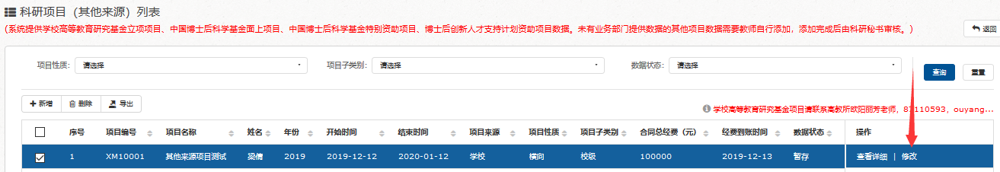 科研项目（其他来源）列表
(系统提供学校高等教育研究基金立项项目、中国博士后科学基金面上项目、中国博士后科学基金特别资助项目、博士后创新人才支持计划资助项目数据。未有业务部门提供数据的其他项目数据需要教师自行添加，添加完成后由科研秘书审核。)
返回
项目性质: 请选择 项目子类别: 请选择 数据状态: 请选择 查询 重置
新增 删除 导出
学校高等教育研究基金项目请联系高教所欧阳丽芳老师，87110593，ouyang...
序号 项目编号 项目名称 姓名 年份 开始时间 结束时间 项目来源 项目性质 项目子类别 合同总经费（元） 经费到账时间 数据状态 操作
1 XM10001 其他来源项目测试 梁倩 2019 2019-12-12 2020-01-12 学校 横向 校级 100000 2019-12-13 暂存 查看详细 | 修改